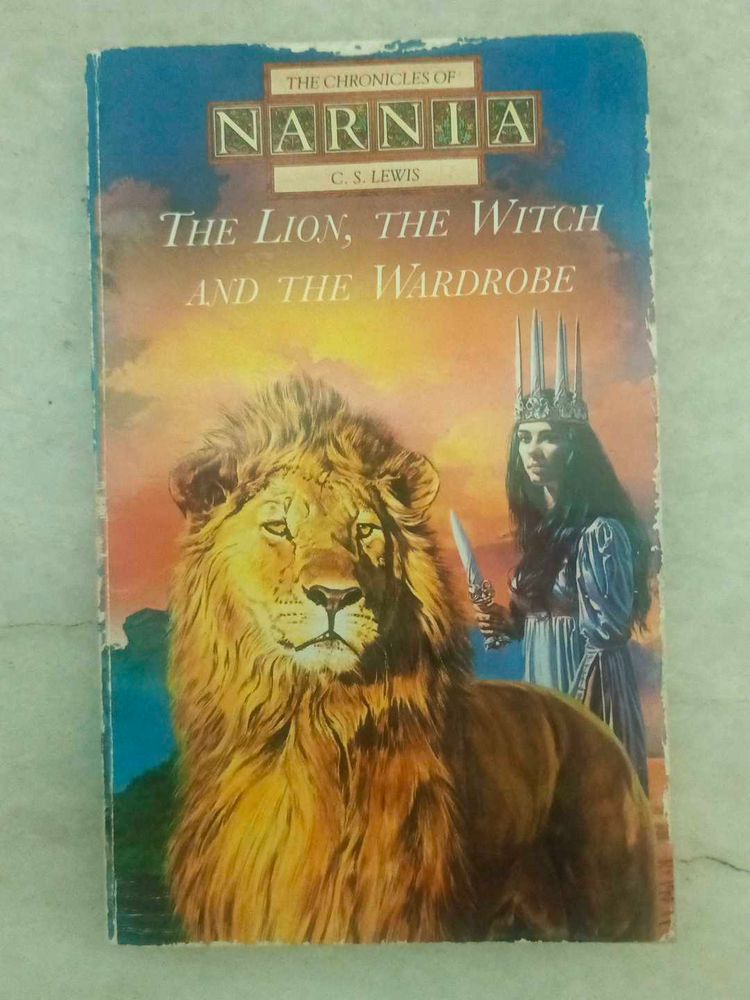 THE CHRONICLES OF
NARNIA
C. S. LEWIS
THE LION, THE WITCH
AND THE WARDROBE